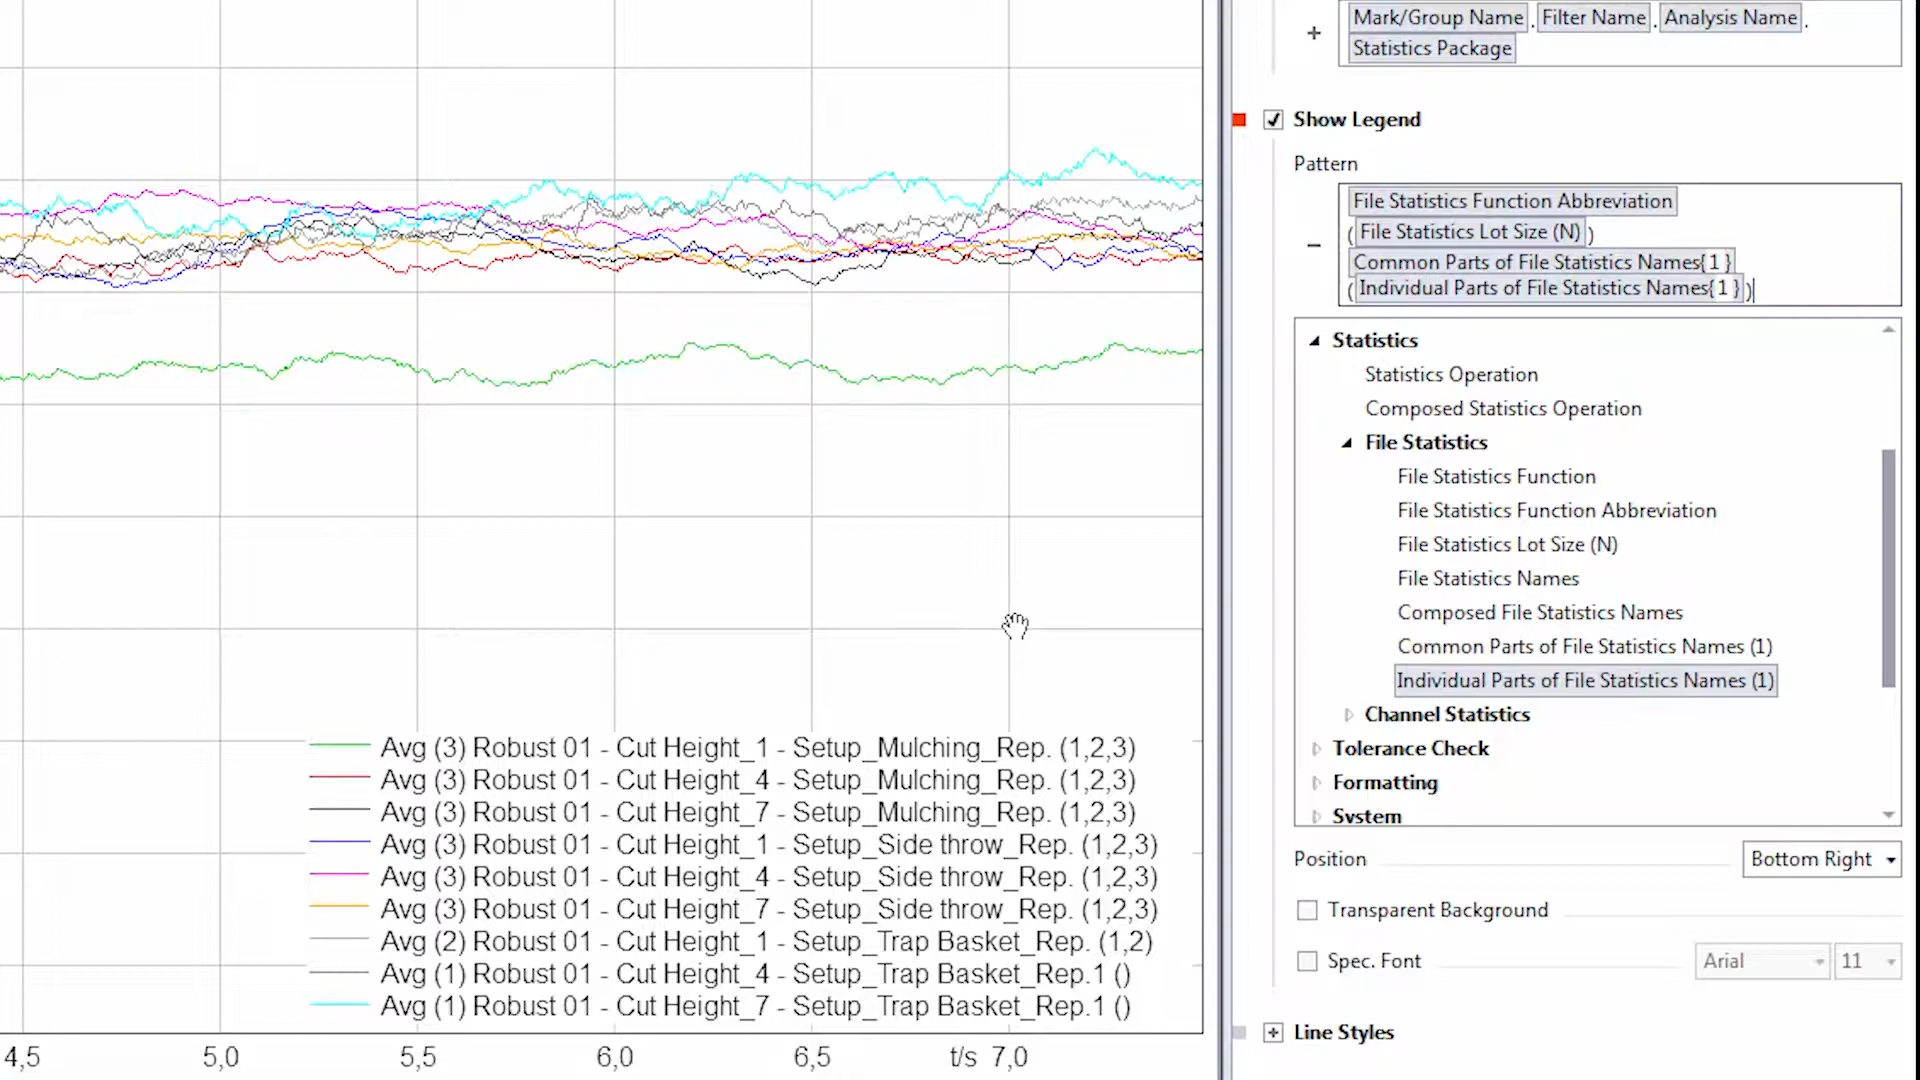 Mark/Group Name . Filter Name . Analysis Name .
Statistics Package
Show Legend
Pattern
File Statistics Function Abbreviation
( File Statistics Lot Size (N) )
Common Parts of File Statistics Names{1 }
( Individual Parts of File Statistics Names{1 } )
Statistics
Statistics Operation
Composed Statistics Operation
File Statistics
File Statistics Function
File Statistics Function Abbreviation
File Statistics Lot Size (N)
File Statistics Names
Composed File Statistics Names
Common Parts of File Statistics Names (1)
Individual Parts of File Statistics Names (1)
Channel Statistics
Tolerance Check
Formatting
System
Position
Bottom Right
Transparent Background
Spec. Font
Arial
11
Line Styles
Avg (3) Robust 01 - Cut Height_1 - Setup_Mulching_Rep. (1,2,3)
Avg (3) Robust 01 - Cut Height_4 - Setup_Mulching_Rep. (1,2,3)
Avg (3) Robust 01 - Cut Height_7 - Setup_Mulching_Rep. (1,2,3)
Avg (3) Robust 01 - Cut Height_1 - Setup_Side throw_Rep. (1,2,3)
Avg (3) Robust 01 - Cut Height_4 - Setup_Side throw_Rep. (1,2,3)
Avg (3) Robust 01 - Cut Height_7 - Setup_Side throw_Rep. (1,2,3)
Avg (2) Robust 01 - Cut Height_1 - Setup_Trap Basket_Rep. (1,2)
Avg (1) Robust 01 - Cut Height_4 - Setup_Trap Basket_Rep.1 ()
Avg (1) Robust 01 - Cut Height_7 - Setup_Trap Basket_Rep.1 ()
4,5 5,0 5,5 6,0 6,5 t/s 7,0